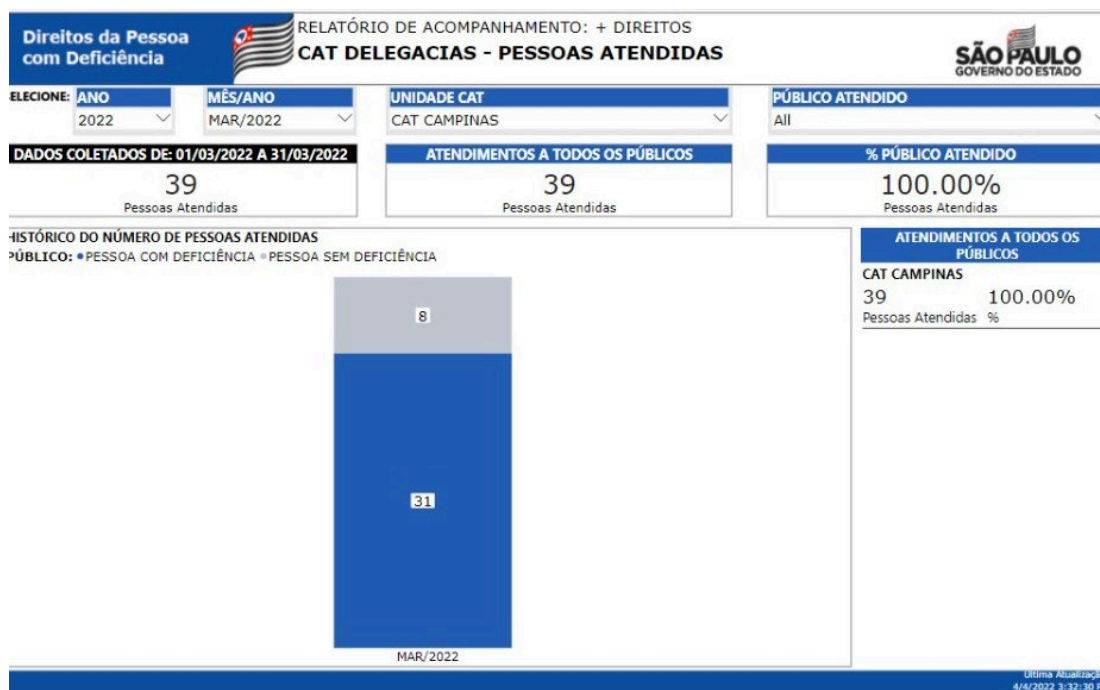 Direitos da Pessoa
com Deficiência
RELATÓRIO DE ACOMPANHAMENTO: + DIREITOS
CAT DELEGACIAS - PESSOAS ATENDIDAS
SÃO PAULO
GOVERNO DO ESTADO
ELECIONE:
ANO
2022
MÊS/ANO
MAR/2022
UNIDADE CAT
CAT CAMPINAS
PÚBLICO ATENDIDO
All
DADOS COLETADOS DE: 01/03/2022 A 31/03/2022
39
Pessoas Atendidas
ATENDIMENTOS A TODOS OS PÚBLICOS
39
Pessoas Atendidas
% PÚBLICO ATENDIDO
100.00%
Pessoas Atendidas
HISTÓRICO DO NÚMERO DE PESSOAS ATENDIDAS
PÚBLICO: PESSOA COM DEFICIÊNCIA PESSOA SEM DEFICIÊNCIA
8
31
MAR/2022
ATENDIMENTOS A TODOS OS
PÚBLICOS
CAT CAMPINAS
39 100.00%
Pessoas Atendidas %
Última Atualizaçã
4/4/2022 3:32:30